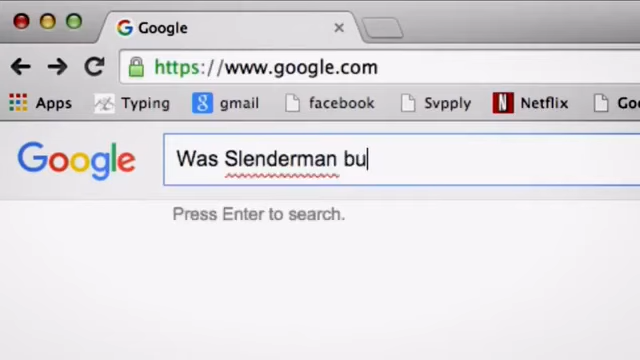 Google
https://www.google.com
Apps Typing gmail facebook Svpply Netflix Goo
Google Was Slenderman bu
Press Enter to search.